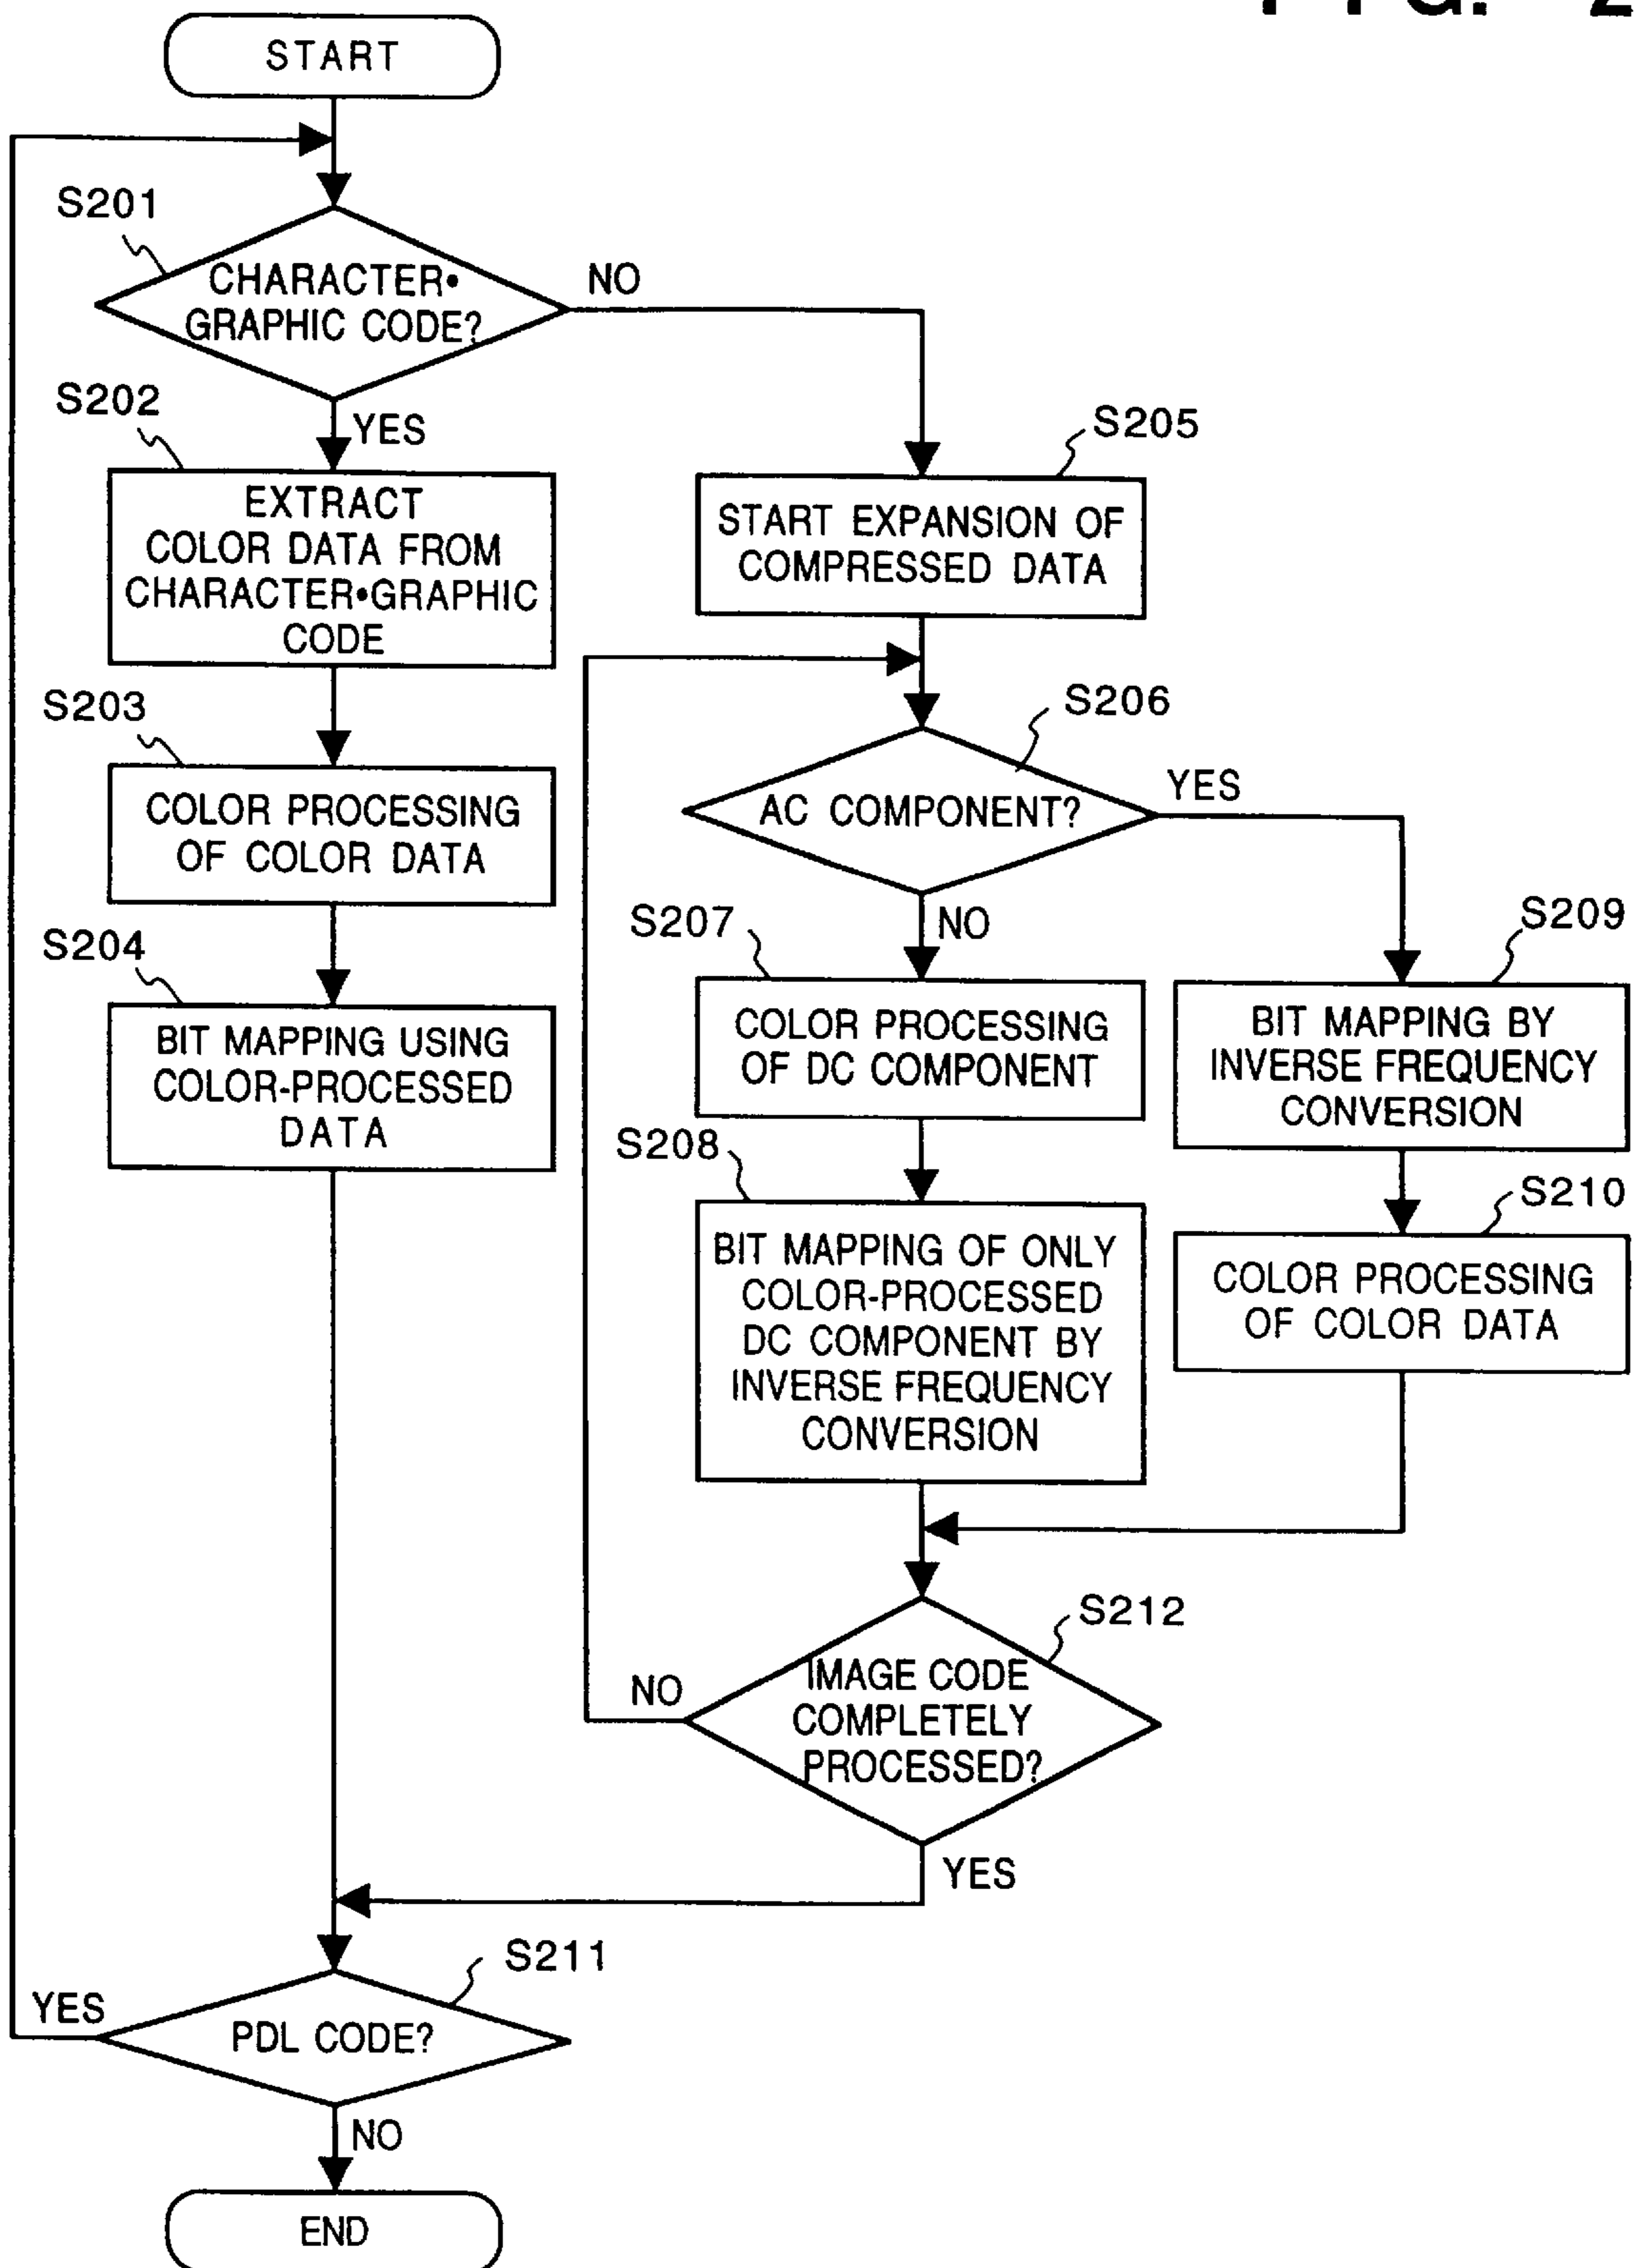 FIG. 2
START
S201
CHARACTER•
GRAPHIC CODE?
NO
S202
YES
EXTRACT
COLOR DATA FROM
CHARACTER•GRAPHIC
CODE
S203
COLOR PROCESSING
OF COLOR DATA
S204
BIT MAPPING USING
COLOR-PROCESSED
DATA
S205
START EXPANSION OF
COMPRESSED DATA
S206
AC COMPONENT?
YES
NO
S207
COLOR PROCESSING
OF DC COMPONENT
S208
BIT MAPPING OF ONLY
COLOR-PROCESSED
DC COMPONENT BY
INVERSE FREQUENCY
CONVERSION
S209
BIT MAPPING BY
INVERSE FREQUENCY
CONVERSION
S210
COLOR PROCESSING
OF COLOR DATA
S212
IMAGE CODE
COMPLETELY
PROCESSED?
NO
YES
S211
PDL CODE?
YES
NO
END